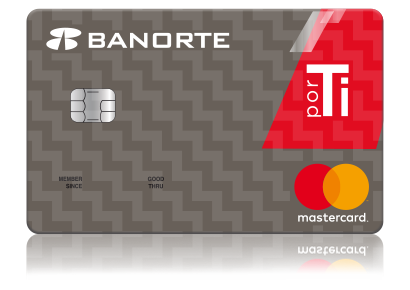 BANORTE
por Ti
MEMBER SINCE
GOOD THRU
mastercard.